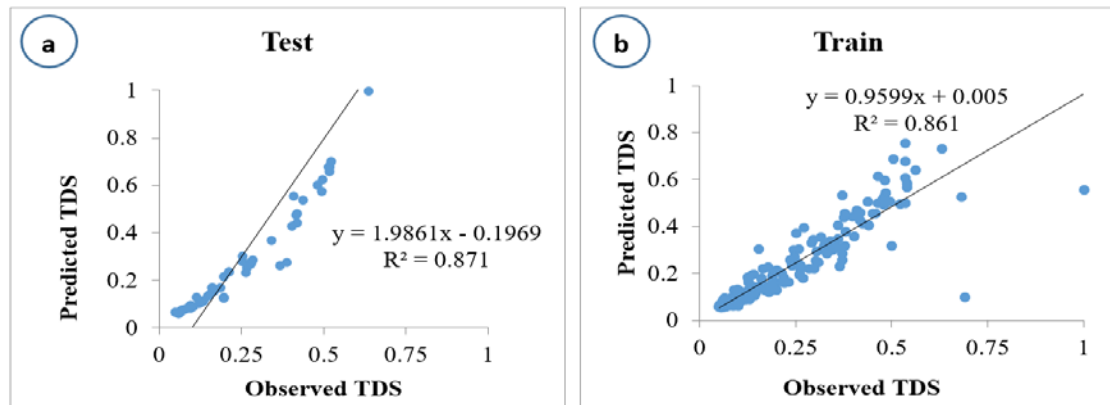 a
Test
1
0.8
0.6
0.4
0.2
0
Predicted TDS
y = 1.9861x - 0.1969
R² = 0.871
0 0.25 0.5 0.75 1
Observed TDS
b
Train
1
0.8
0.6
0.4
0.2
0
Predicted TDS
y = 0.9599x + 0.005
R² = 0.861
0 0.25 0.5 0.75 1
Observed TDS